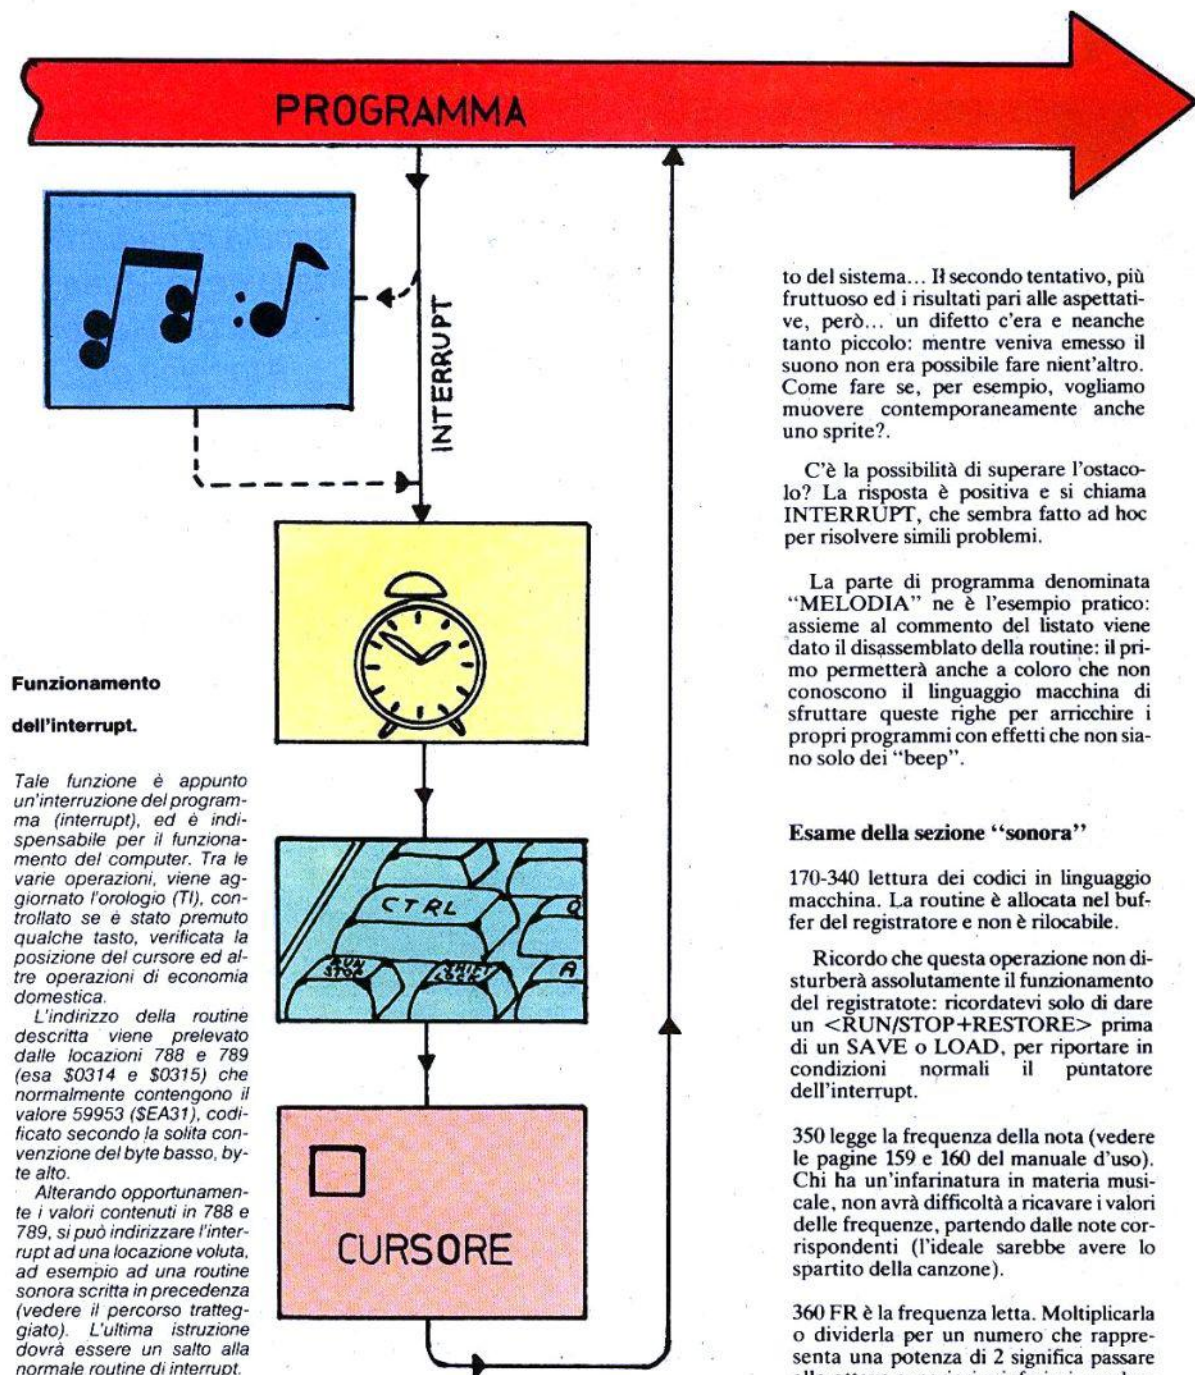 PROGRAMMA
INTERRUPT
CTRL
Q
RUN
STOP
SHIFT
LOCK
A
CURSORE
Funzionamento
dell'interrupt.
Tale funzione è appunto
un'interruzione del program-
ma (interrupt), ed è indi-
spensabile per il funziona-
mento del computer. Tra le
varie operazioni, viene ag-
giornato l'orologio (TI), con-
trollato se è stato premuto
qualche tasto, verificata la
posizione del cursore ed al-
tre operazioni di economia
domestica.
L'indirizzo della routine
descritta viene prelevato
dalle locazioni 788 e 789
(esa $0314 e $0315) che
normalmente contengono il
valore 59953 ($EA31), codi-
ficato secondo la solita con-
venzione del byte basso, by-
te alto.
Alterando opportunamen-
te i valori contenuti in 788 e
789, si può indirizzare l'inter-
rupt ad una locazione voluta,
ad esempio ad una routine
sonora scritta in precedenza
(vedere il percorso tratteg-
giato). L'ultima istruzione
dovrà essere un salto alla
normale routine di interrupt.
to del sistema... Il secondo tentativo, più
fruttuoso ed i risultati pari alle aspettati-
ve, però... un difetto c'era e neanche
tanto piccolo: mentre veniva emesso il
suono non era possibile fare nient'altro.
Come fare se, per esempio, vogliamo
muovere contemporaneamente anche
uno sprite?.
C'è la possibilità di superare l'ostaco-
lo? La risposta è positiva e si chiama
INTERRUPT, che sembra fatto ad hoc
per risolvere simili problemi.
La parte di programma denominata
"MELODIA" ne è l'esempio pratico:
assieme al commento del listato viene
dato il disassemblato della routine: il pri-
mo permetterà anche a coloro che non
conoscono il linguaggio macchina di
sfruttare queste righe per arricchire i
propri programmi con effetti che non sia-
no solo dei "beep".
Esame della sezione "sonora"
170-340 lettura dei codici in linguaggio
macchina. La routine è allocata nel buf-
fer del registratore e non è rilocabile.
Ricordo che questa operazione non di-
sturberà assolutamente il funzionamento
del registratote: ricordatevi solo di dare
un <RUN/STOP+RESTORE> prima
di un SAVE o LOAD, per riportare in
condizioni normali il puntatore
dell'interrupt.
350 legge la frequenza della nota (vedere
le pagine 159 e 160 del manuale d'uso).
Chi ha un'infarinatura in materia musi-
cale, non avrà difficoltà a ricavare i valori
delle frequenze, partendo dalle note cor-
rispondenti (l'ideale sarebbe avere lo
spartito della canzone).
360 FR è la frequenza letta. Moltiplicarla
o dividerla per un numero che rappre-
senta una potenza di 2 significa passare